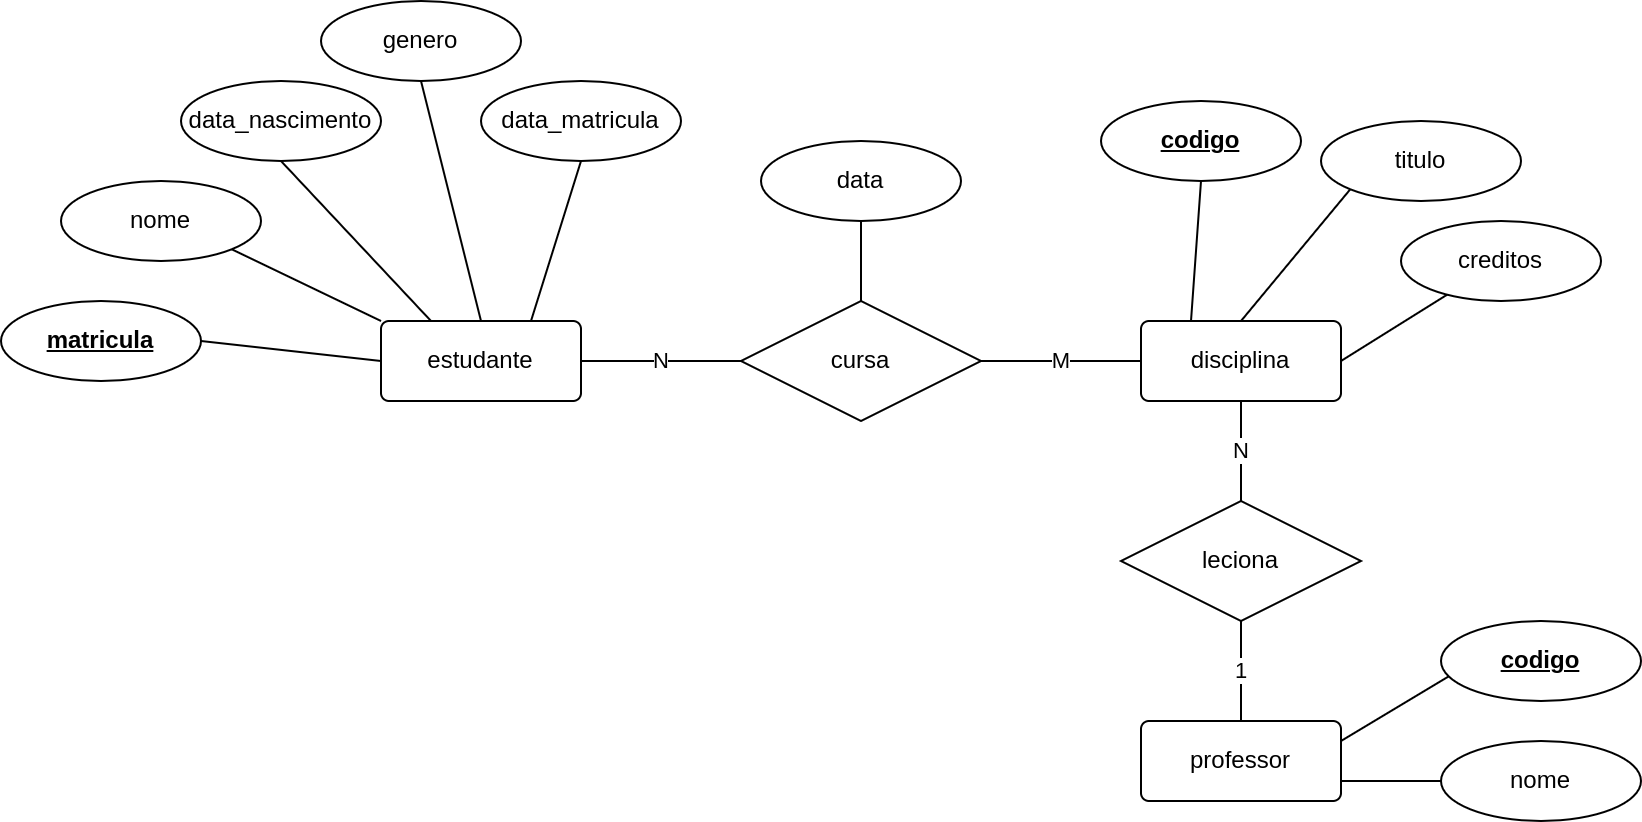 genero
data_nascimento
data_matricula
nome
matricula
estudante
N
cursa
data
M
codigo
titulo
creditos
disciplina
N
leciona
1
professor
codigo
nome